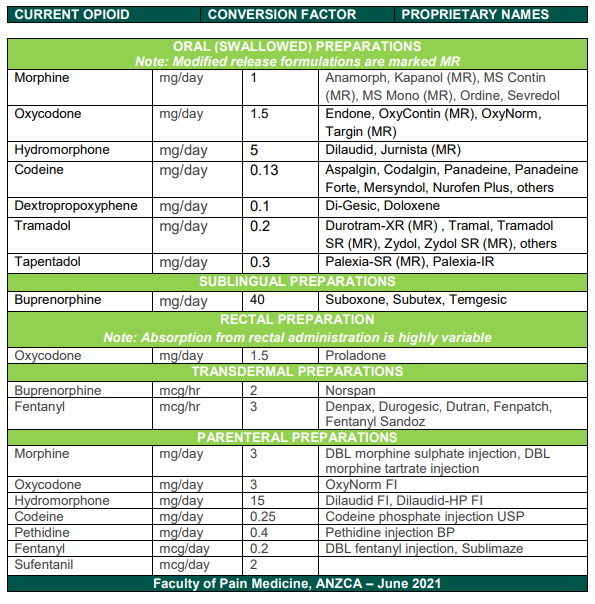 CURRENT OPIOID CONVERSION FACTOR PROPRIETARY NAMES
ORAL (SWALLOWED) PREPARATIONS
Note: Modified release formulations are marked MR
Morphine mg/day 1 Anamorph, Kapanol (MR), MS Contin
(MR), MS Mono (MR), Ordine, Sevredol
Oxycodone mg/day 1.5 Endone, OxyContin (MR), OxyNorm,
Targin (MR)
Hydromorphone mg/day 5 Dilaudid, Jurnista (MR)
Codeine mg/day 0.13 Aspalgin, Codalgin, Panadeine, Panadeine
Forte, Mersyndol, Nurofen Plus, others
Dextropropoxyphene mg/day 0.1 Di-Gesic, Doloxene
Tramadol mg/day 0.2 Durotram-XR (MR) , Tramal, Tramadol
SR (MR), Zydol, Zydol SR (MR), others
Tapentadol mg/day 0.3 Palexia-SR (MR), Palexia-IR
SUBLINGUAL PREPARATIONS
Buprenorphine mg/day 40 Suboxone, Subutex, Temgesic
RECTAL PREPARATION
Note: Absorption from rectal administration is highly variable
Oxycodone mg/day 1.5 Proladone
TRANSDERMAL PREPARATIONS
Buprenorphine mcg/hr 2 Norspan
Fentanyl mcg/hr 3 Denpax, Durogesic, Dutran, Fenpatch,
Fentanyl Sandoz
PARENTERAL PREPARATIONS
Morphine mg/day 3 DBL morphine sulphate injection, DBL
morphine tartrate injection
Oxycodone mg/day 3 OxyNorm FI
Hydromorphone mg/day 15 Dilaudid FI, Dilaudid-HP FI
Codeine mg/day 0.25 Codeine phosphate injection USP
Pethidine mg/day 0.4 Pethidine injection BP
Fentanyl mcg/day 0.2 DBL fentanyl injection, Sublimaze
Sufentanil mcg/day 2
Faculty of Pain Medicine, ANZCA – June 2021